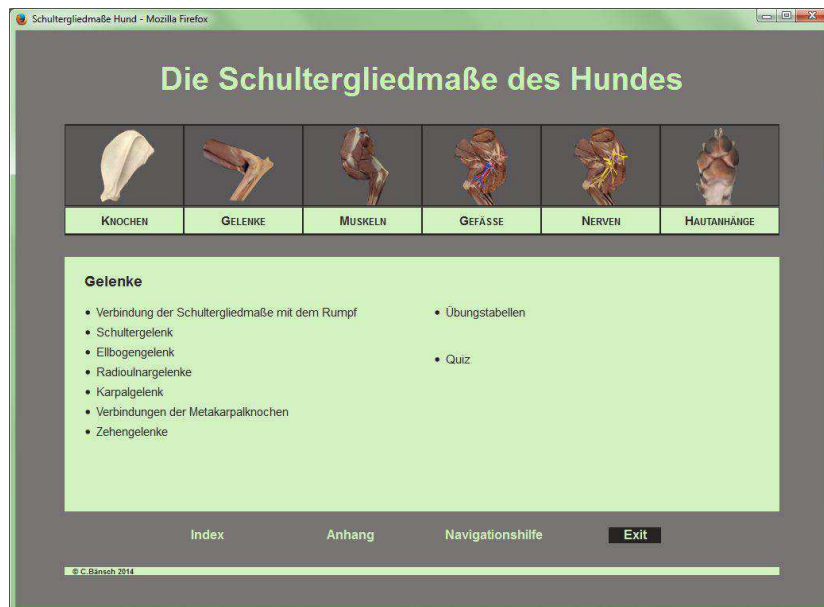 Schultergliedmaße Hund - Mozilla Firefox
Die Schultergliedmaße des Hundes
KNOCHEN GELENKE MUSKELN GEFÄSSE NERVEN HAUTANHÄNGE
Gelenke
• Verbindung der Schultergliedmaße mit dem Rumpf
• Schultergelenk
• Ellbogengelenk
• Radioulnargelenke
• Karpalgelenk
• Verbindungen der Metakarpalknochen
• Zehengelenke
• Übungstabellen
• Quiz
Index Anhang Navigationshilfe Exit
© C.Bänsch 2014